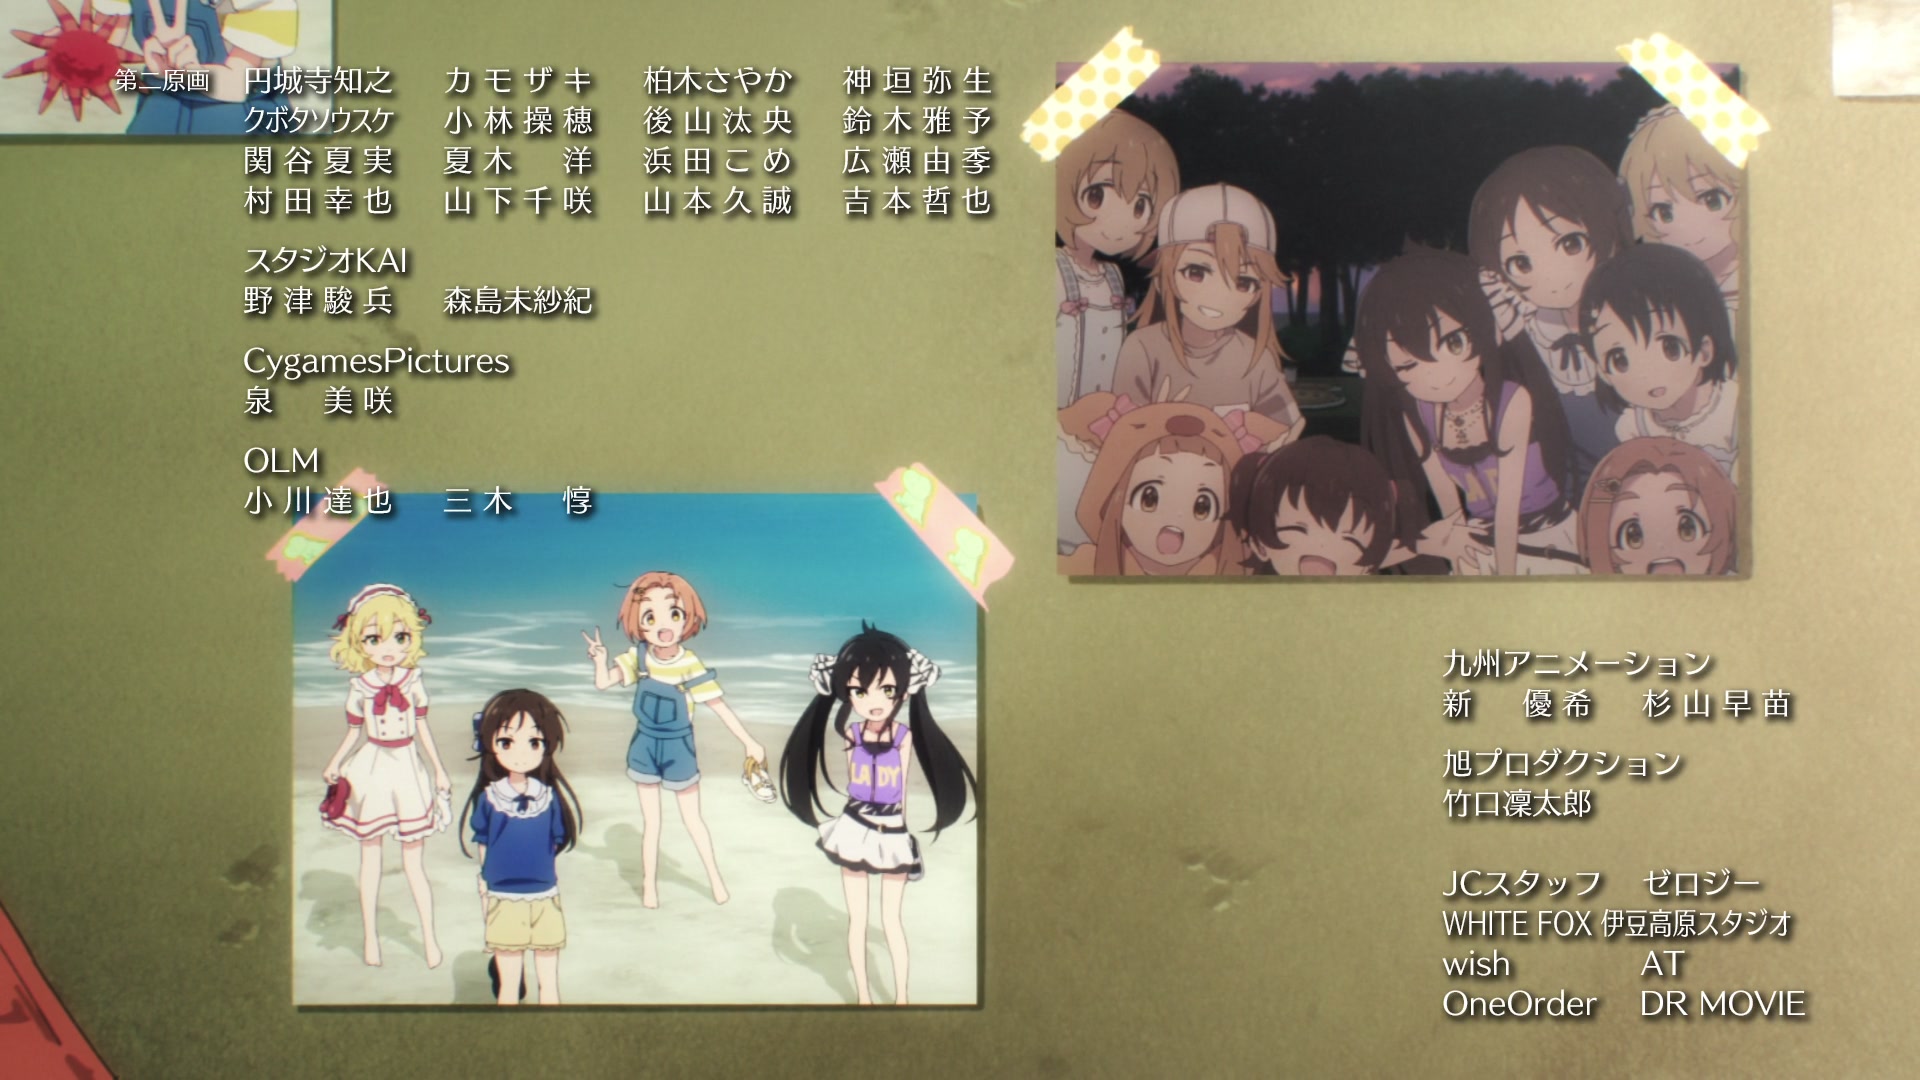 第二原画 円城寺知之 カモザキ 柏木さやか 神垣弥生
クボタソウスケ 小林操穂 後山汰央 鈴木雅予
関谷夏実 夏木 洋 浜田こめ 広瀬由季
村田幸也 山下千咲 山本久誠 吉本哲也
スタジオKAI
野津駿兵 森島未紗紀
CygamesPictures
泉 美咲
OLM
小川達也 三木 惇
LADY
九州アニメーション
新 優希 杉山早苗
旭プロダクション
竹口凜太郎
JCスタッフ ゼロジー
WHITE FOX 伊豆高原スタジオ
wish AT
OneOrder DR MOVIE